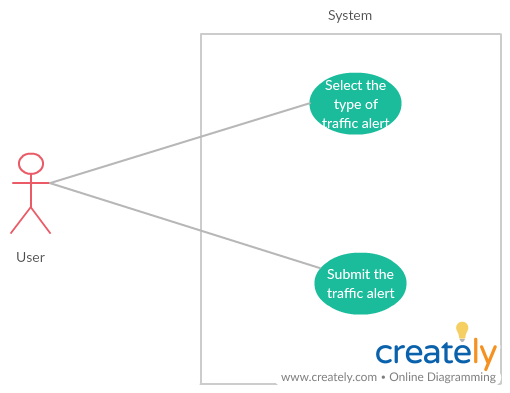 System
Select the
type of
traffic alert
User
Submit the
traffic alert
creately
www.creately.com • Online Diagramming